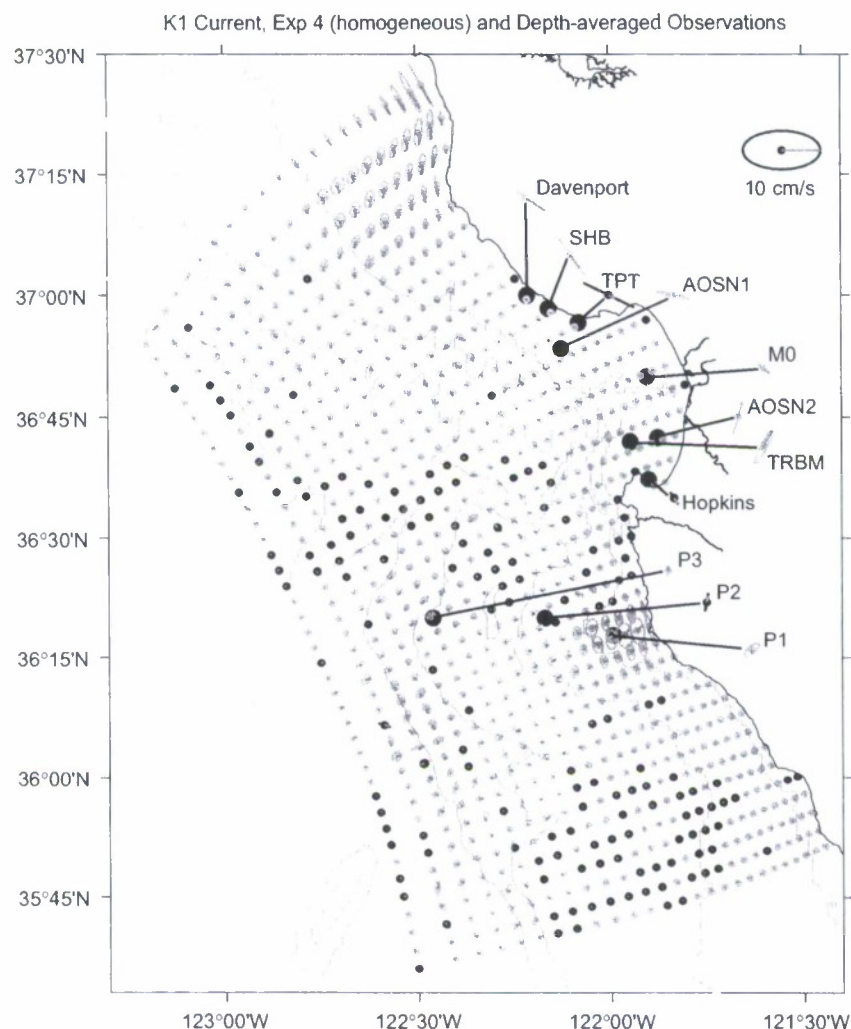 K1 Current, Exp 4 (homogeneous) and Depth-averaged Observations
37°30'N
37°15'N
10 cm/s
Davenport
SHB
TPT
37°00'N
AOSN1
M0
36°45'N
AOSN2
TRBM
Hopkins
36°30'N
P3
P2
P1
36°15'N
36°00'N
35°45'N
123°00'W
122°30'W
122°00'W
121°30'W